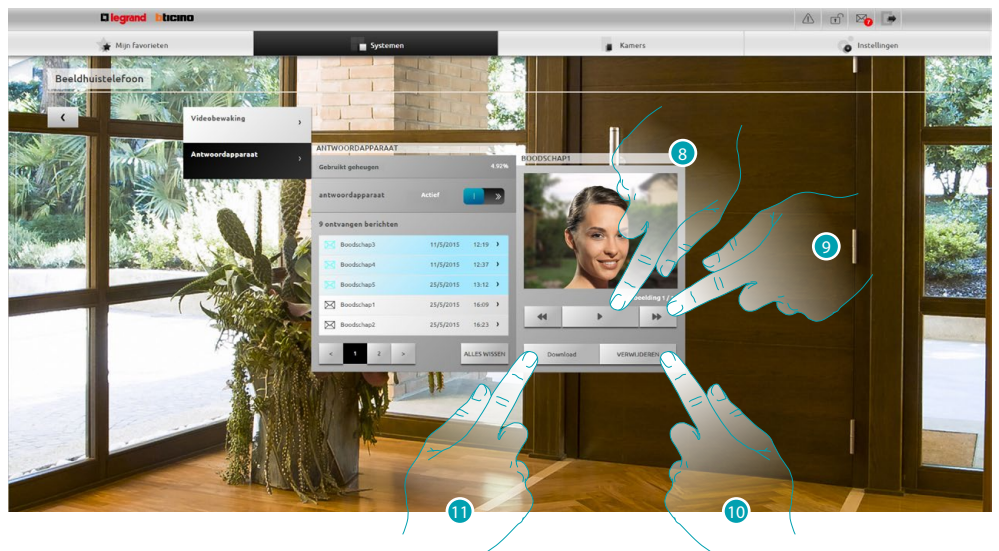 legrand bticino
Mijn favorieten
Systemen
Kamers
Instellingen
Beeldhuistelefoon
Videobewaking
Antwoordapparaat
ANTWOORDAPPARAAT
Gebruikt geheugen 4.92%
antwoordapparaat Actief
9 ontvangen berichten
Boodschap3 11/5/2015 12:19
Boodschap4 11/5/2015 12:37
Boodschap5 25/5/2015 13:12
Boodschap1 25/5/2015 16:09
Boodschap2 25/5/2015 16:23
< 1 2 >
ALLES WISSEN
BOODSCHAP1
1 /
Download
VERWIJDEREN
8
9
10
11